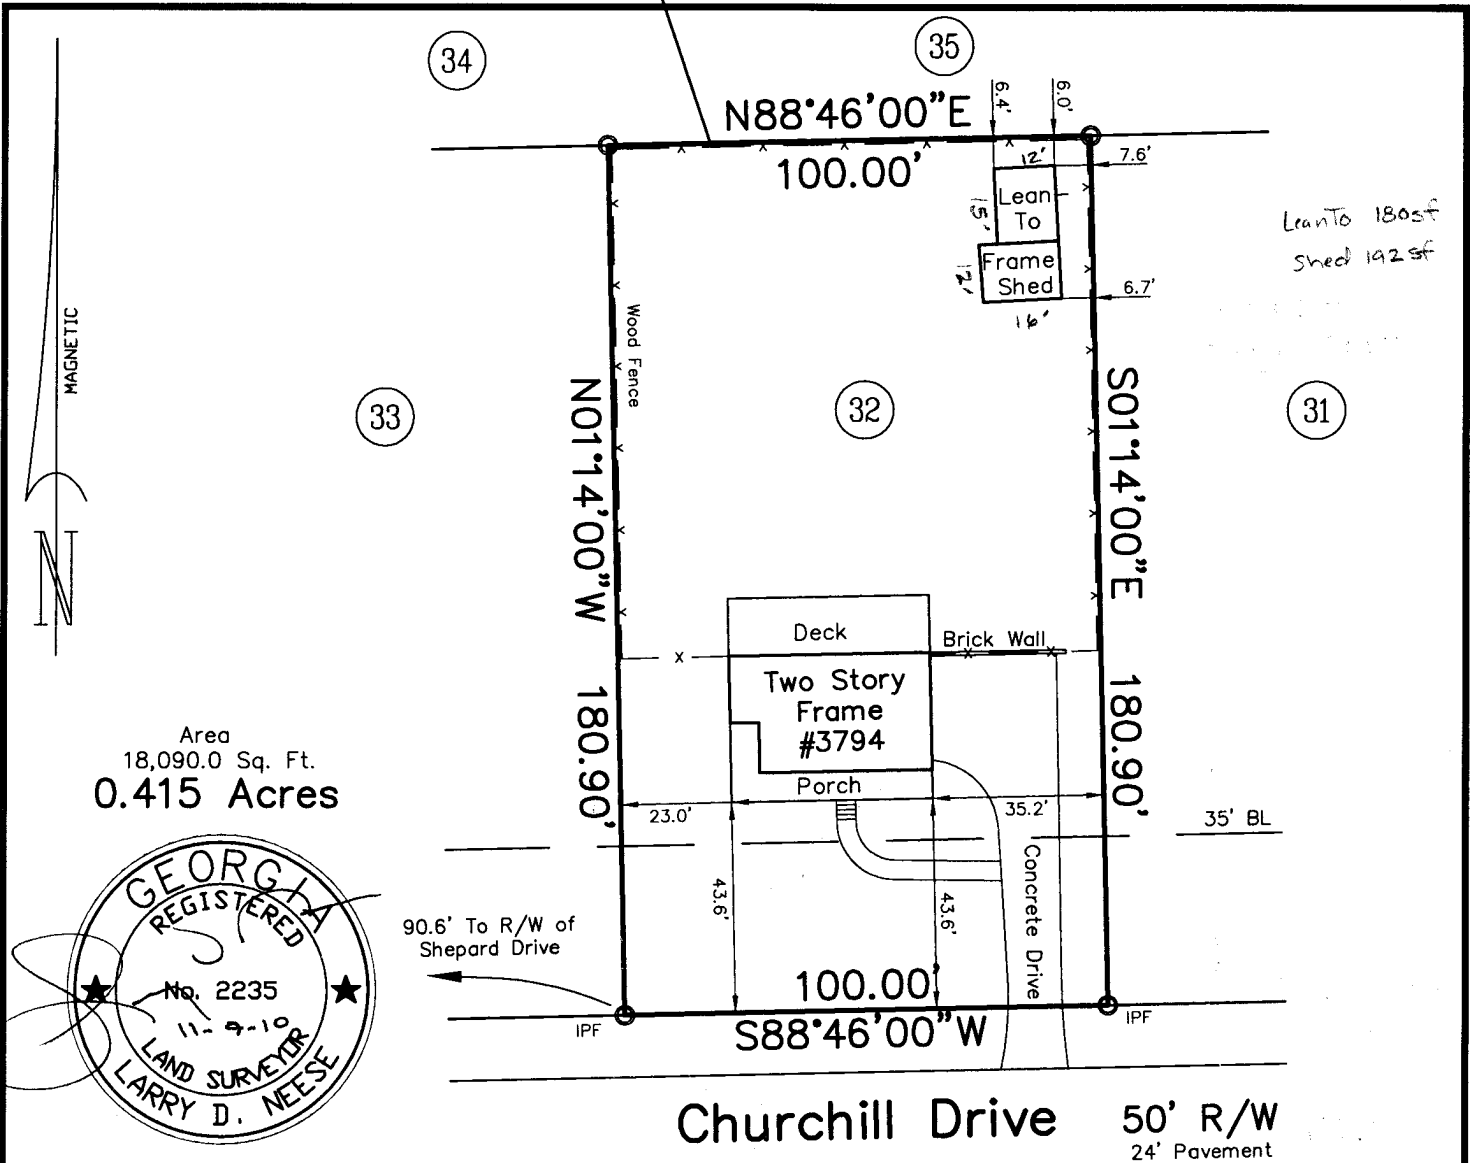 34
35
N88°46'00"E
100.00'
6.4'
6.0'
12'
7.6'
Lean
To
15'
Frame
Shed
12'
16'
6.7'
LeanTo 180sf
Shed 192sf
MAGNETIC
N
Wood Fence
33
32
31
N01°14'00"W 180.90'
S01°14'00"E 180.90'
Deck
Brick Wall
Two Story
Frame
#3794
Porch
23.0'
35.2'
35' BL
43.6'
43.6'
Concrete Drive
Area
18,090.0 Sq. Ft.
0.415 Acres
GEORGIA
REGISTERED
No. 2235
11-9-10
LAND SURVEYOR
LARRY D. NEESE
90.6' To R/W of
Shepard Drive
100.00'
S88°46'00"W
IPF
IPF
Churchill Drive 50' R/W
24' Pavement